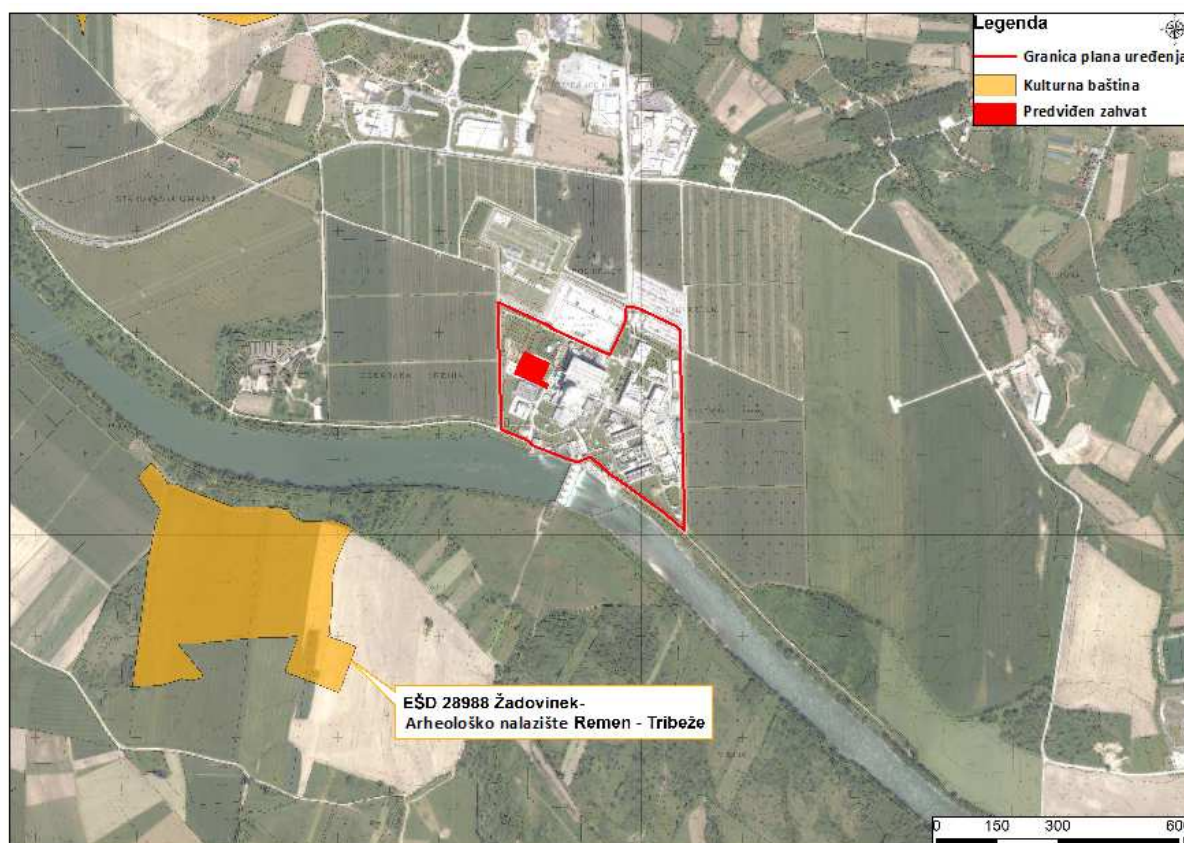 Legenda
Granica plana uređenja
Kulturna baština
Predviđen zahvat
EŠD 28988 Žadovinek-
Arheološko nalazište Remen - Tribeže
0 150 300 600